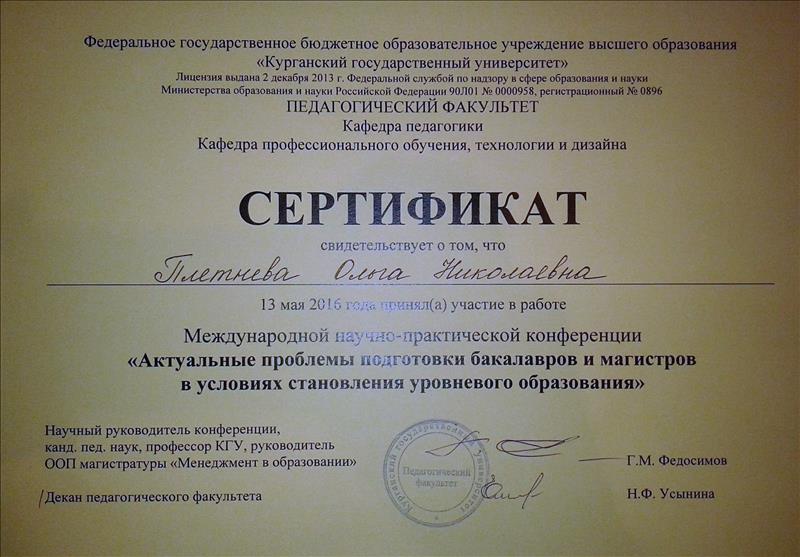 Федеральное государственное бюджетное образовательное учреждение высшего образования
«Курганский государственный университет»
Лицензия выдана 2 декабря 2013 г. Федеральной службой по надзору в сфере образования и науки
Министерства образования и науки Российской Федерации 90Л01 № 0000958, регистрационный № 0896
ПЕДАГОГИЧЕСКИЙ ФАКУЛЬТЕТ
Кафедра педагогики
Кафедра профессионального обучения, технологии и дизайна
СЕРТИФИКАТ
свидетельствует о том, что
Плетнева Ольга Николаевна
13 мая 2016 года принял(а) участие в работе
Международной научно-практической конференции
«Актуальные проблемы подготовки бакалавров и магистров
в условиях становления уровневого образования»
Научный руководитель конференции,
канд. пед. наук, профессор КГУ, руководитель
ООП магистратуры «Менеджмент в образовании»
Г.М. Федосимов
Декан педагогического факультета
Н.Ф. Усынина
Курганский государственный университет
Педагогический
факультет